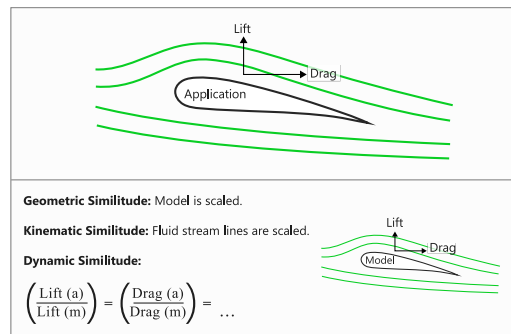 Lift
Drag
Application
Geometric Similitude: Model is scaled.
Kinematic Similitude: Fluid stream lines are scaled.
Dynamic Similitude:
(Lift (a) / Lift (m)) = (Drag (a) / Drag (m)) = ...
Lift
Drag
Model